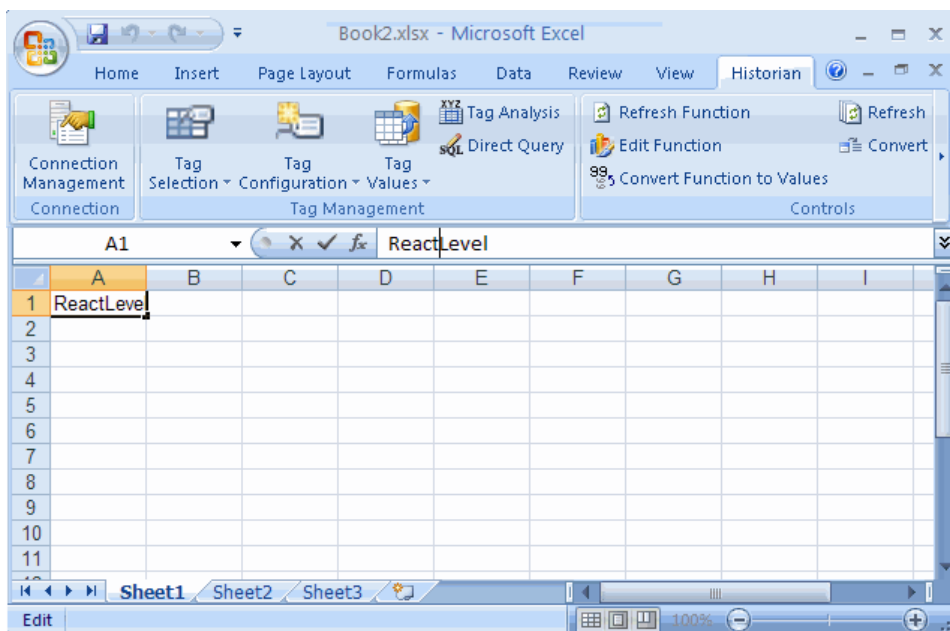 Book2.xlsx - Microsoft Excel
Home Insert Page Layout Formulas Data Review View Historian
Connection Management
Tag Selection
Tag Configuration
Tag Values
XYZ Tag Analysis
SQL Direct Query
Refresh Function
Edit Function
Convert Function to Values
Refresh
Convert
Connection Tag Management Controls
A1 fx ReactLevel
A B C D E F G H I
1 ReactLevel
2
3
4
5
6
7
8
9
10
11
Sheet1 Sheet2 Sheet3
Edit 100%